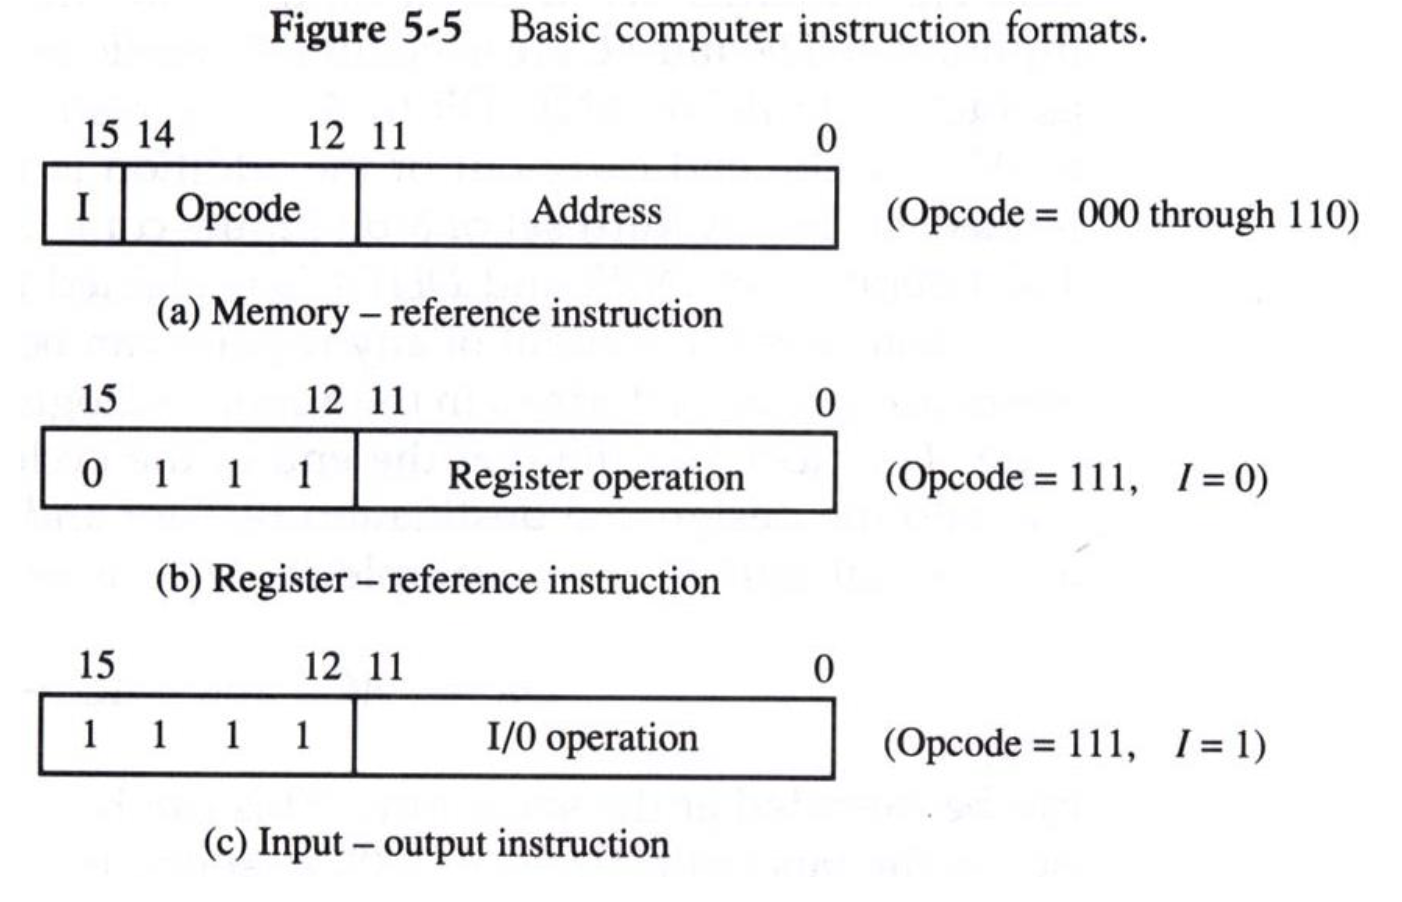 Figure 5-5 Basic computer instruction formats.
15 14 12 11 0
I Opcode Address (Opcode = 000 through 110)
(a) Memory – reference instruction
15 12 11 0
0 1 1 1 Register operation (Opcode = 111, I = 0)
(b) Register – reference instruction
15 12 11 0
1 1 1 1 I/0 operation (Opcode = 111, I = 1)
(c) Input – output instruction